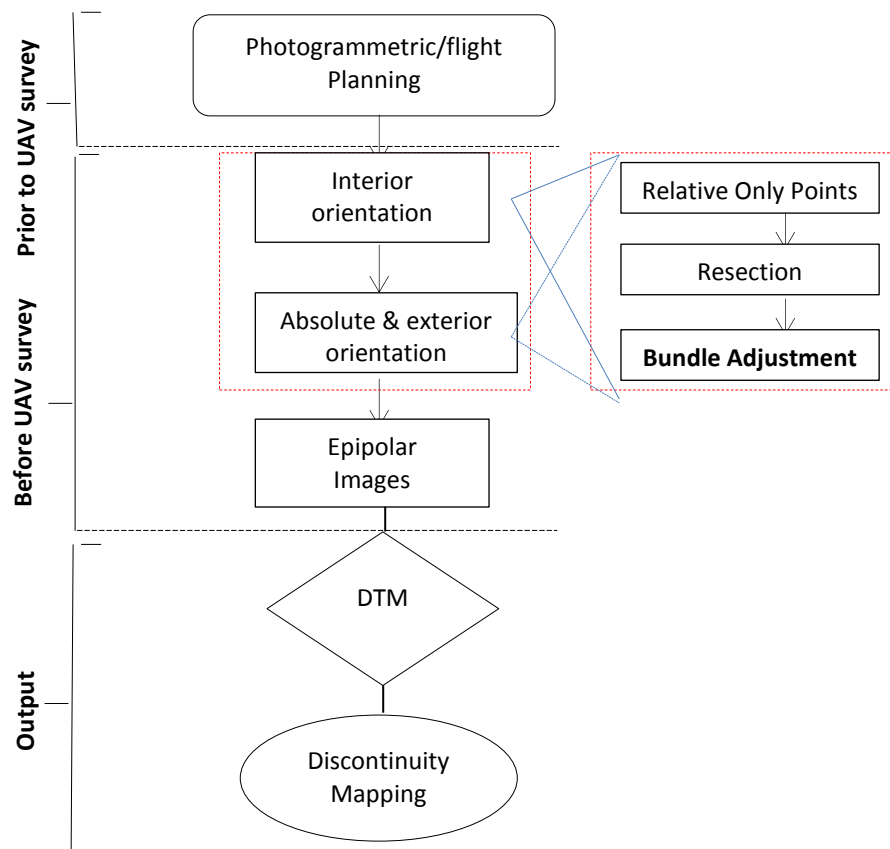 Prior to UAV survey
Photogrammetric/flight
Planning
Before UAV survey
Interior
orientation
Absolute & exterior
orientation
Epipolar
Images
Relative Only Points
Resection
Bundle Adjustment
Output
DTM
Discontinuity
Mapping